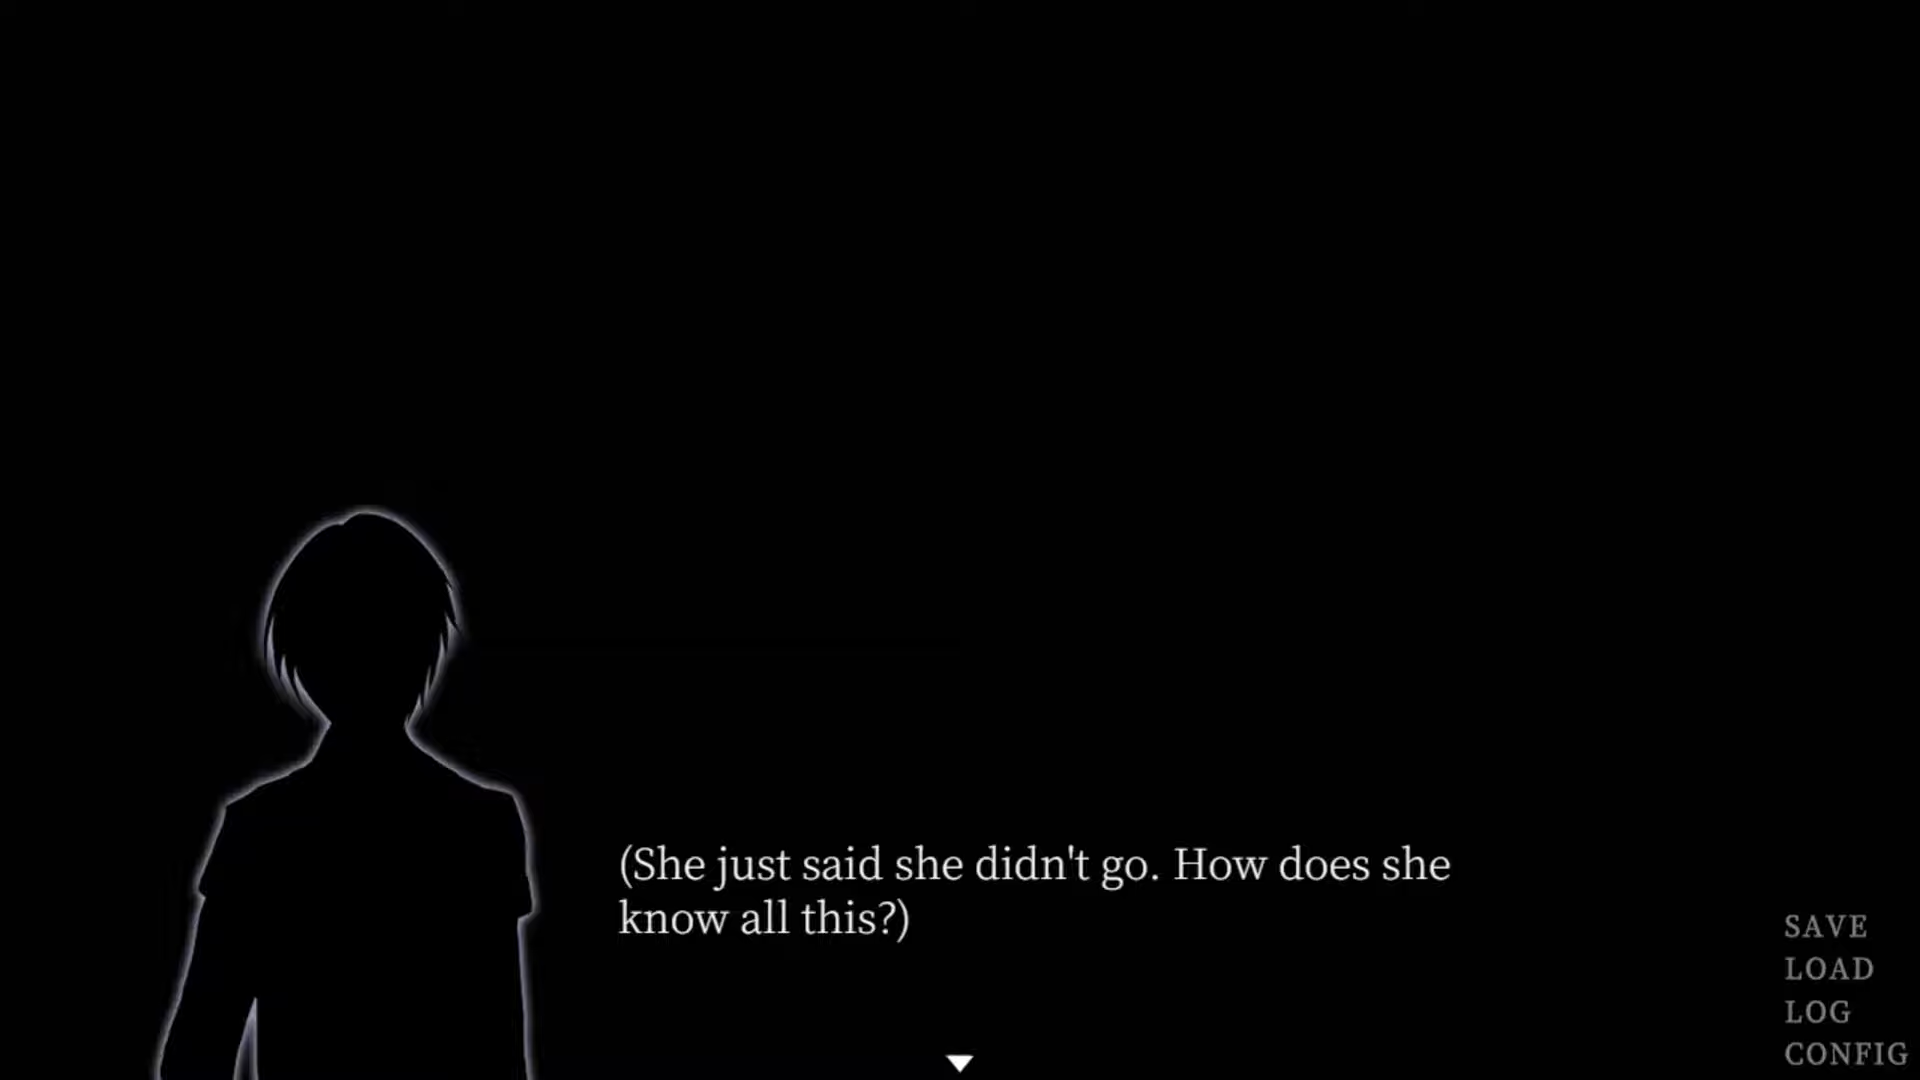 (She just said she didn't go. How does she
know all this?)
SAVE
LOAD
LOG
CONFIG